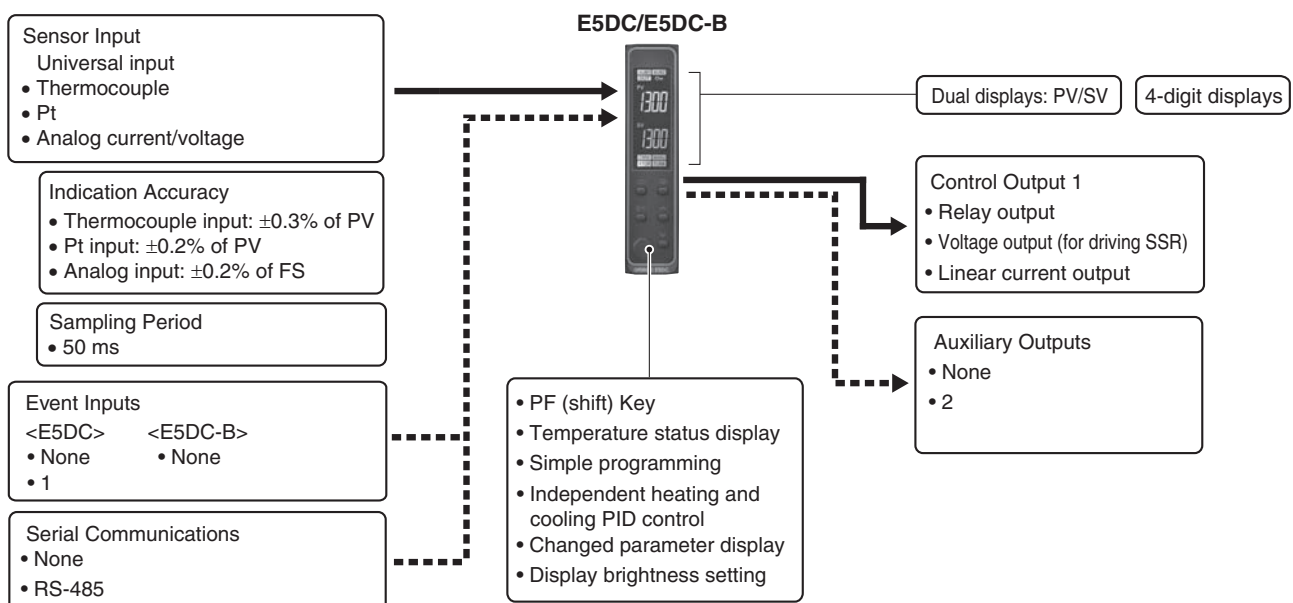 E5DC/E5DC-B
Sensor Input
Universal input
• Thermocouple
• Pt
• Analog current/voltage
Indication Accuracy
• Thermocouple input: ±0.3% of PV
• Pt input: ±0.2% of PV
• Analog input: ±0.2% of FS
Sampling Period
• 50 ms
Event Inputs
<E5DC> <E5DC-B>
• None • None
• 1
Serial Communications
• None
• RS-485
PV
1300
SV
1300
• PF (shift) Key
• Temperature status display
• Simple programming
• Independent heating and
cooling PID control
• Changed parameter display
• Display brightness setting
Dual displays: PV/SV
4-digit displays
Control Output 1
• Relay output
• Voltage output (for driving SSR)
• Linear current output
Auxiliary Outputs
• None
• 2